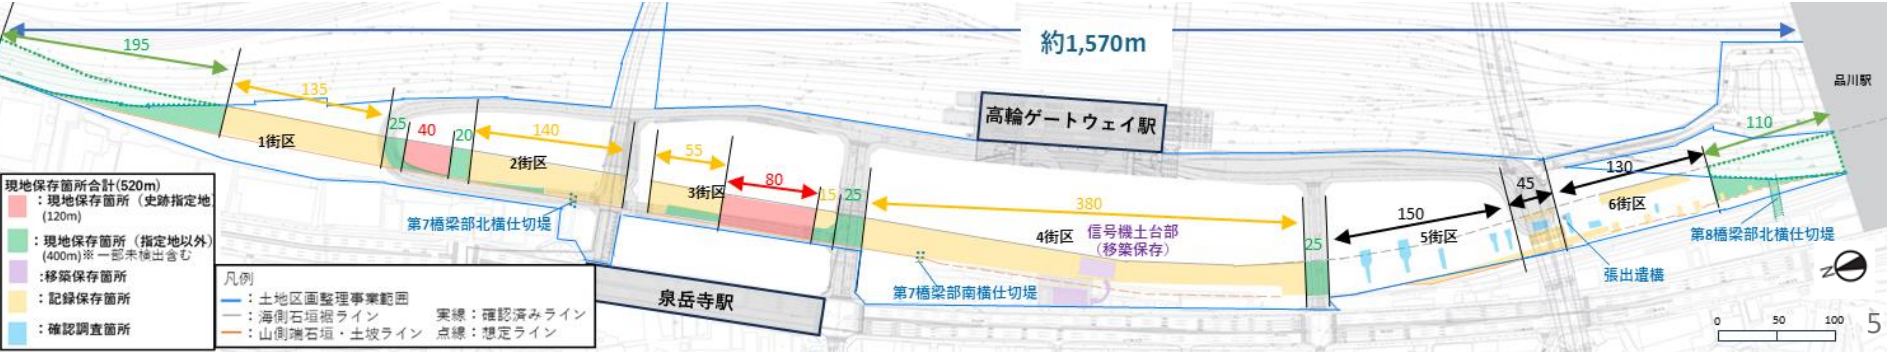 約1,570m
195
135
25
40
20
140
55
80
15
25
380
25
150
45
130
110
品川駅
高輪ゲートウェイ駅
1街区
2街区
3街区
4街区
5街区
6街区
信号機土台部
(移築保存)
第7橋梁部北横仕切堤
第7橋梁部南横仕切堤
第8橋梁部北横仕切堤
張出遺構
泉岳寺駅
現地保存箇所合計(520m)
：現地保存箇所（史跡指定地）
(120m)
：現地保存箇所（指定地以外）
(400m)※一部未検出含む
：移築保存箇所
：記録保存箇所
：確認調査箇所
凡例
：土地区画整理事業範囲
：海側石垣裾ライン　実線：確認済みライン
：山側端石垣・土坡ライン　点線：想定ライン
N
0 50 100
5